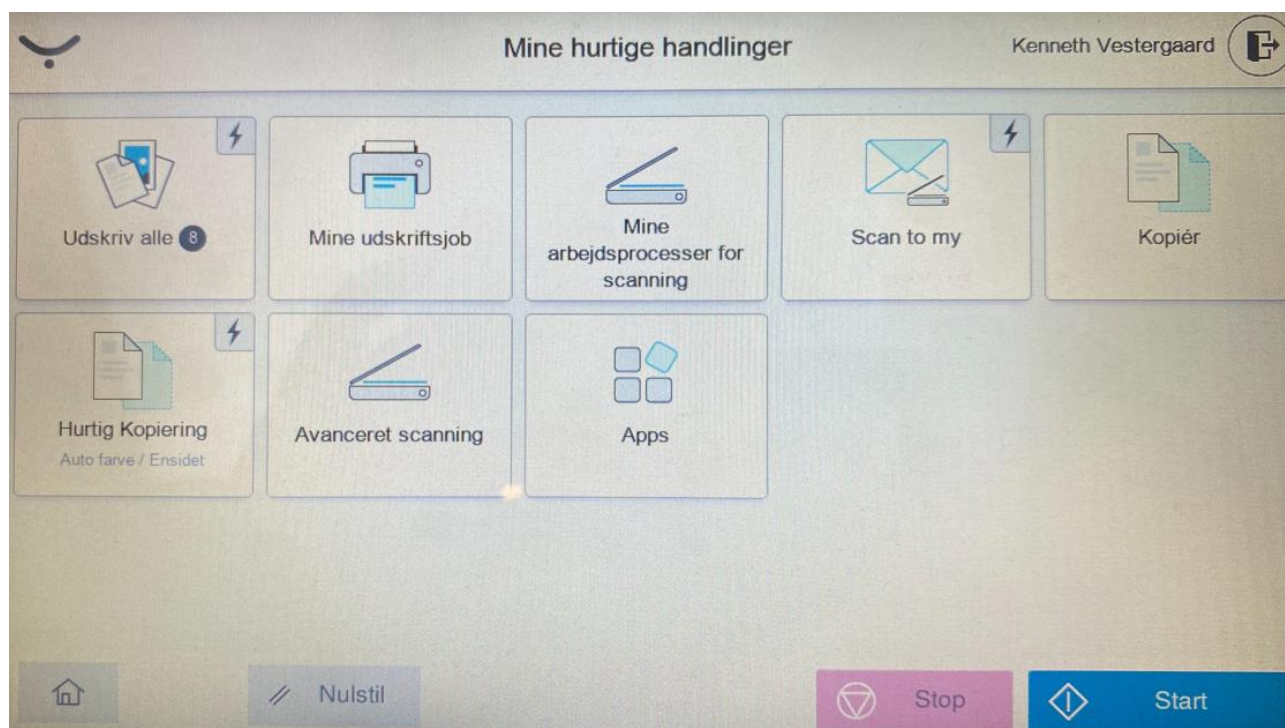 Mine hurtige handlinger
Kenneth Vestergaard
Udskriv alle 8
Mine udskriftsjob
Mine
arbejdsprocesser for
scanning
Scan to my
Kopiér
Hurtig Kopiering
Auto farve / Ensidet
Avanceret scanning
Apps
Nulstil
Stop
Start